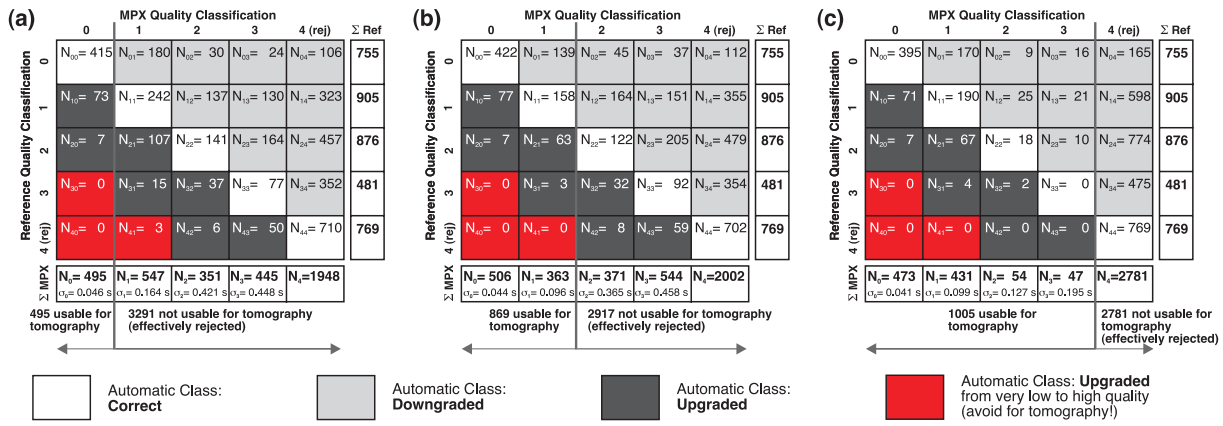 (a)
MPX Quality Classification
0 1 2 3 4 (rej) Σ Ref
Reference Quality Classification
0 N₀₀= 415 N₀₁= 180 N₀₂= 30 N₀₃= 24 N₀₄= 106 755
1 N₁₀= 73 N₁₁= 242 N₁₂= 137 N₁₃= 130 N₁₄= 323 905
2 N₂₀= 7 N₂₁= 107 N₂₂= 141 N₂₃= 164 N₂₄= 457 876
3 N₃₀= 0 N₃₁= 15 N₃₂= 37 N₃₃= 77 N₃₄= 352 481
4 (rej) N₄₀= 0 N₄₁= 3 N₄₂= 6 N₄₃= 50 N₄₄= 710 769
Σ MPX N₀= 495 N₁= 547 N₂= 351 N₃= 445 N₄=1948
σ₀= 0.046 s σ₁= 0.164 s σ₂= 0.421 s σ₃= 0.448 s
495 usable for tomography
3291 not usable for tomography
(effectively rejected)
(b)
MPX Quality Classification
0 1 2 3 4 (rej) Σ Ref
Reference Quality Classification
0 N₀₀= 422 N₀₁= 139 N₀₂= 45 N₀₃= 37 N₀₄= 112 755
1 N₁₀= 77 N₁₁= 158 N₁₂= 164 N₁₃= 151 N₁₄= 355 905
2 N₂₀= 7 N₂₁= 63 N₂₂= 122 N₂₃= 205 N₂₄= 479 876
3 N₃₀= 0 N₃₁= 3 N₃₂= 32 N₃₃= 92 N₃₄= 354 481
4 (rej) N₄₀= 0 N₄₁= 0 N₄₂= 8 N₄₃= 59 N₄₄= 702 769
Σ MPX N₀= 506 N₁= 363 N₂= 371 N₃= 544 N₄=2002
σ₀= 0.044 s σ₁= 0.096 s σ₂= 0.365 s σ₃= 0.458 s
869 usable for
tomography
2917 not usable for tomography
(effectively rejected)
(c)
MPX Quality Classification
0 1 2 3 4 (rej) Σ Ref
Reference Quality Classification
0 N₀₀= 395 N₀₁= 170 N₀₂= 9 N₀₃= 16 N₀₄= 165 755
1 N₁₀= 71 N₁₁= 190 N₁₂= 25 N₁₃= 21 N₁₄= 598 905
2 N₂₀= 7 N₂₁= 67 N₂₂= 18 N₂₃= 10 N₂₄= 774 876
3 N₃₀= 0 N₃₁= 4 N₃₂= 2 N₃₃= 0 N₃₄= 475 481
4 (rej) N₄₀= 0 N₄₁= 0 N₄₂= 0 N₄₃= 0 N₄₄= 769 769
Σ MPX N₀= 473 N₁= 431 N₂= 54 N₃= 47 N₄=2781
σ₀= 0.041 s σ₁= 0.099 s σ₂= 0.127 s σ₃= 0.195 s
1005 usable for
tomography
2781 not usable for
tomography
(effectively rejected)
Automatic Class:
Correct
Automatic Class:
Downgraded
Automatic Class:
Upgraded
Automatic Class: Upgraded
from very low to high quality
(avoid for tomography!)